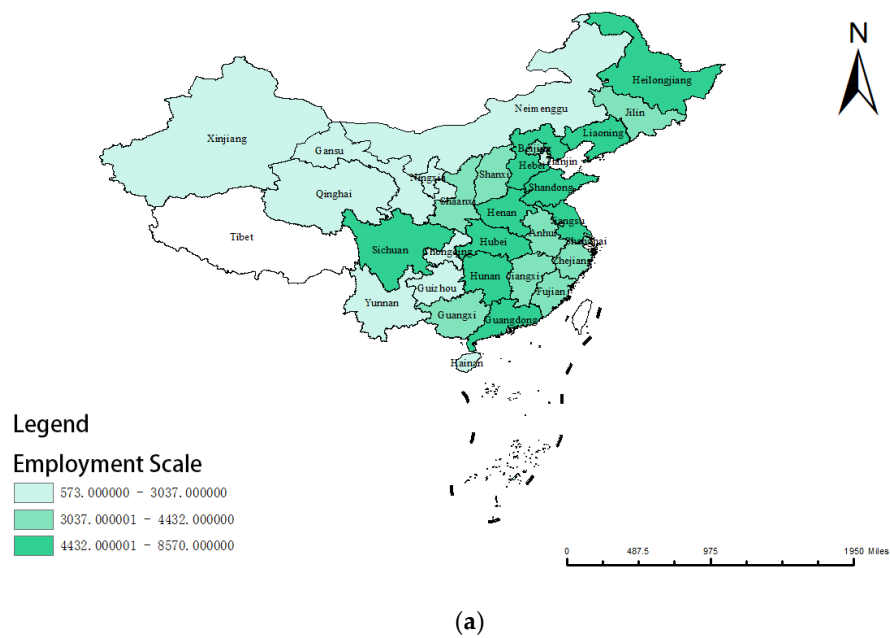 N
Heilongjiang
Jilin
Neimenggu
Liaoning
Xinjiang
Beijing
Gansu
Tianjin
Hebei
Ningxia
Shanxi
Qinghai
Shandong
Shaanxi
Henan
Jiangsu
Tibet
Anhui
Sichuan
Hubei
Shanghai
Chongqing
Zhejiang
Hunan
Jiangxi
Guizhou
Fujian
Yunnan
Guangxi
Guangdong
Hainan
Legend
Employment Scale
573.000000 - 3037.000000
3037.000001 - 4432.000000
4432.000001 - 8570.000000
0 487.5 975 1950 Miles
(a)